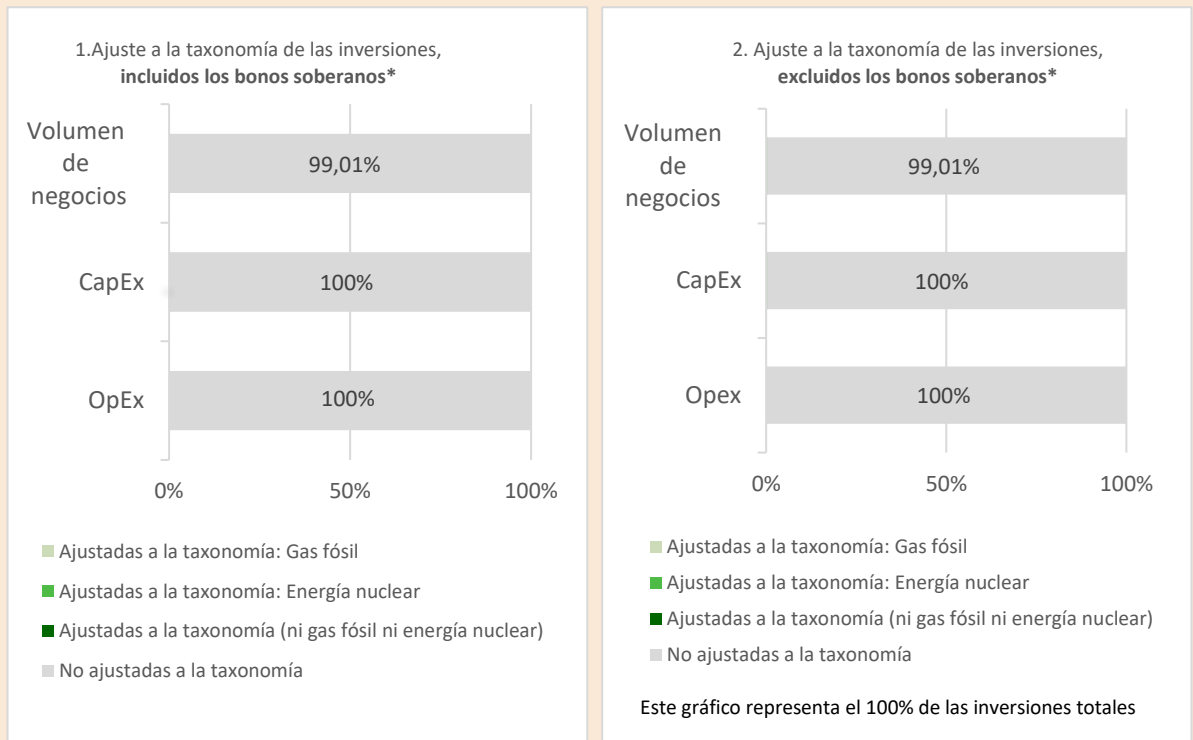 1.Ajuste a la taxonomía de las inversiones,
incluidos los bonos soberanos*
Volumen
de
negocios
99,01%
CapEx
100%
OpEx
100%
0%
50%
100%
Ajustadas a la taxonomía: Gas fósil
Ajustadas a la taxonomía: Energía nuclear
Ajustadas a la taxonomía (ni gas fósil ni energía nuclear)
No ajustadas a la taxonomía
2. Ajuste a la taxonomía de las inversiones,
excluidos los bonos soberanos*
Volumen
de
negocios
99,01%
CapEx
100%
Opex
100%
0%
50%
100%
Ajustadas a la taxonomía: Gas fósil
Ajustadas a la taxonomía: Energía nuclear
Ajustadas a la taxonomía (ni gas fósil ni energía nuclear)
No ajustadas a la taxonomía
Este gráfico representa el 100% de las inversiones totales